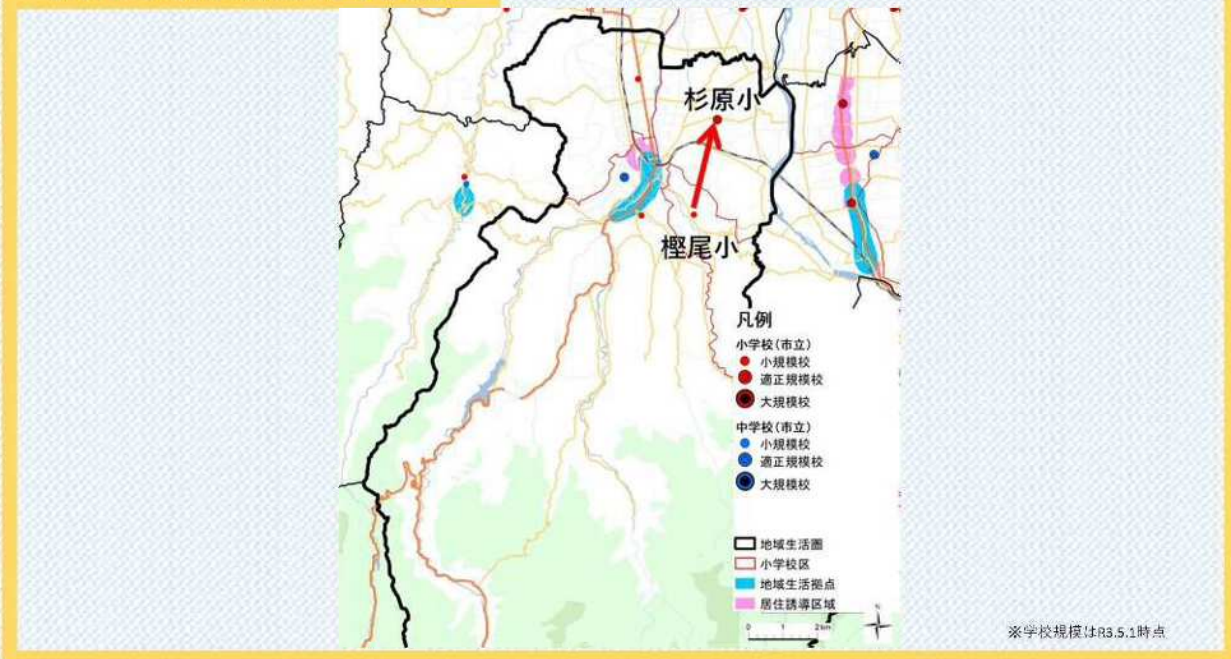 杉原小
樫尾小
凡例
小学校(市立)
小規模校
適正規模校
大規模校
中学校(市立)
小規模校
適正規模校
大規模校
地域生活圏
小学校区
地域生活拠点
居住誘導区域
N
0 1 2km
※学校規模はR3.5.1時点